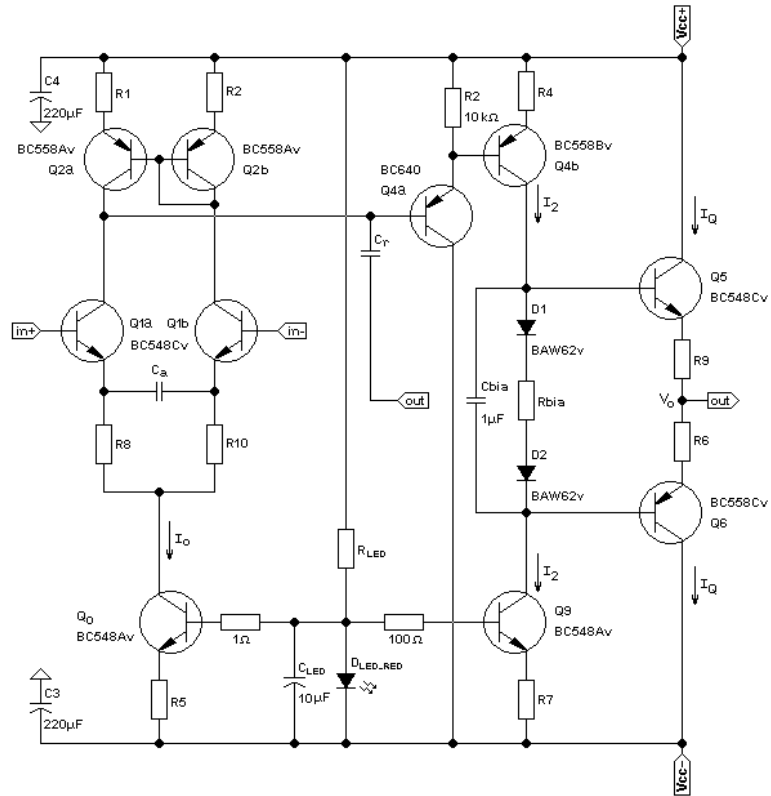 Vcc+
C4
220µF
R1
R2
R2
10kΩ
R4
BC558Av
Q2a
BC558Av
Q2b
BC558Bv
Q4b
BC640
Q4a
I2
IQ
Cr
in+
Q1a
Q1b
BC548Cv
in-
Q5
BC548Cv
D1
BAW62v
Ca
Cbia
1µF
Rbia
R9
out
Vo
out
R8
R10
R6
D2
BAW62v
BC558Cv
Q6
Io
RLED
I2
IQ
Qo
BC548Av
1Ω
100Ω
Q9
BC548Av
CLED
10µF
DLED_RED
C3
220µF
R5
R7
Vcc-